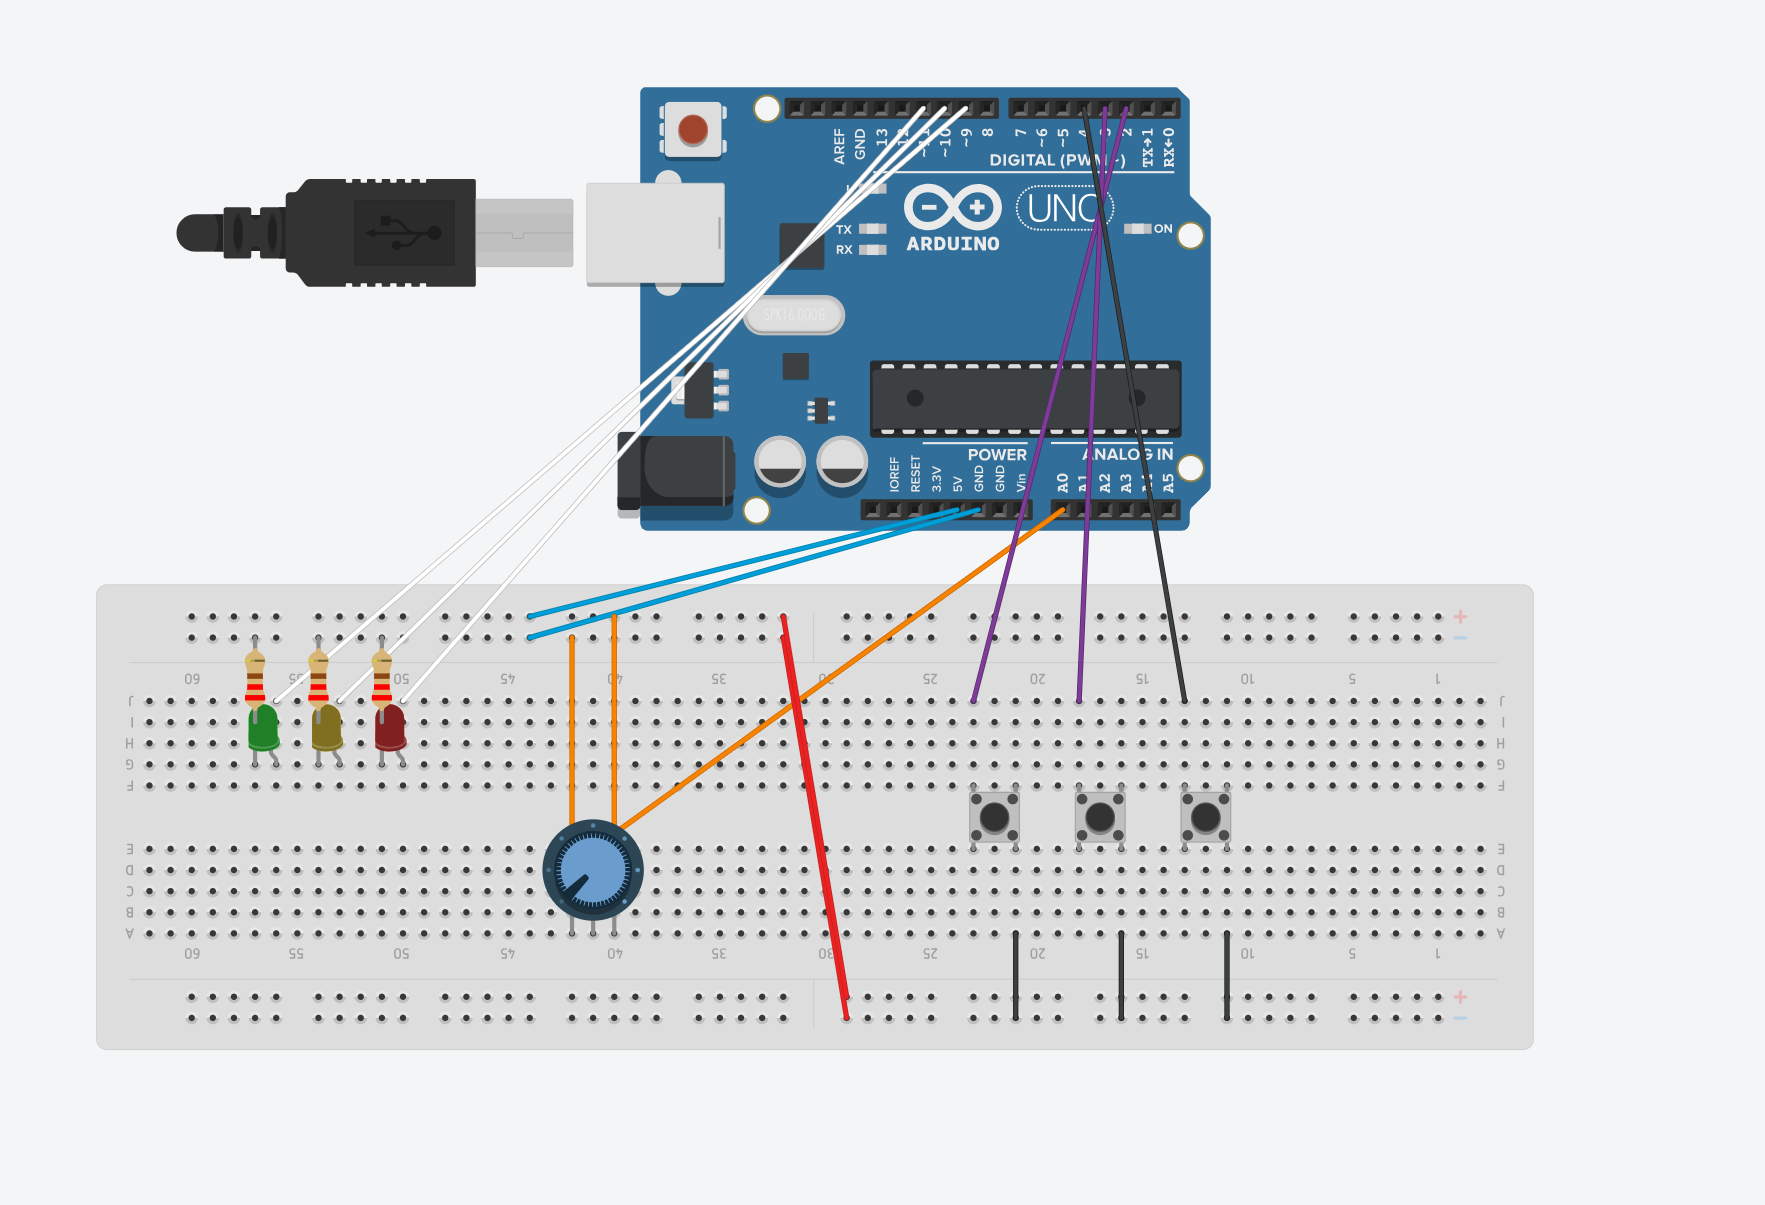 AREF
GND
13
12
~11
~10
~9
8
7
~6
~5
4
3
2
TX→1
RX←0
DIGITAL (PWM~)
L
UNO
TX
RX
ON
ARDUINO
SPK16.000G
POWER
ANALOG IN
IOREF
RESET
3.3V
5V
GND
GND
Vin
A0
A1
A2
A3
A5
+
−
60 55 50 45 40 35 30 25 20 15 10 5 1
J J
I I
H H
G G
F F
E E
D D
C C
B B
A A
60 55 50 45 40 35 30 25 20 15 10 5 1
+
−